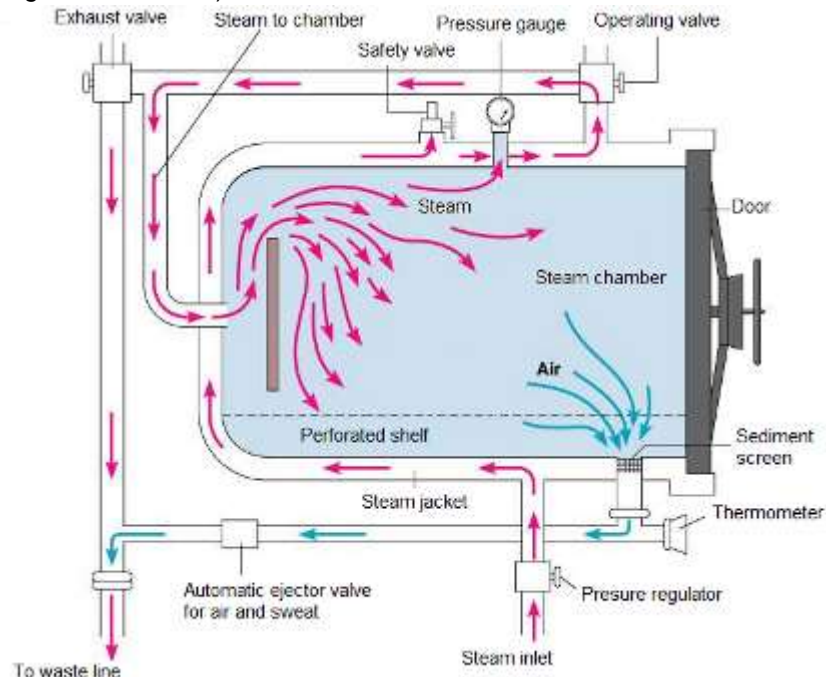 Exhaust valve
Steam to chamber
Safety valve
Pressure gauge
Operating valve
Steam
Door
Steam chamber
Air
Perforated shelf
Sediment
screen
Steam jacket
Thermometer
Automatic ejector valve
for air and sweat
Presure regulator
Steam inlet
To waste line